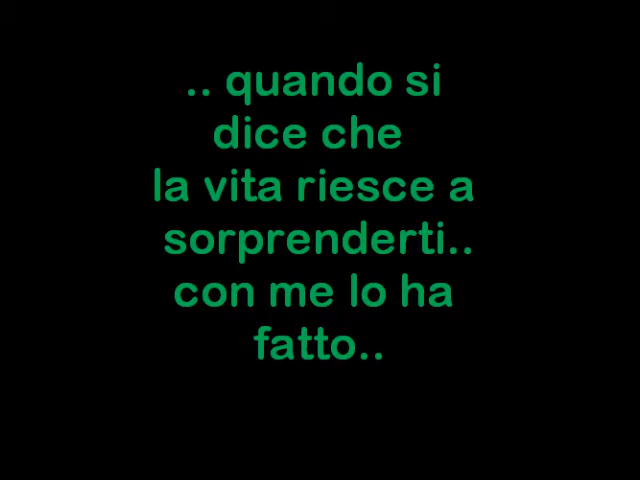 .. quando si
dice che
la vita riesce a
sorprenderti..
con me lo ha
fatto..